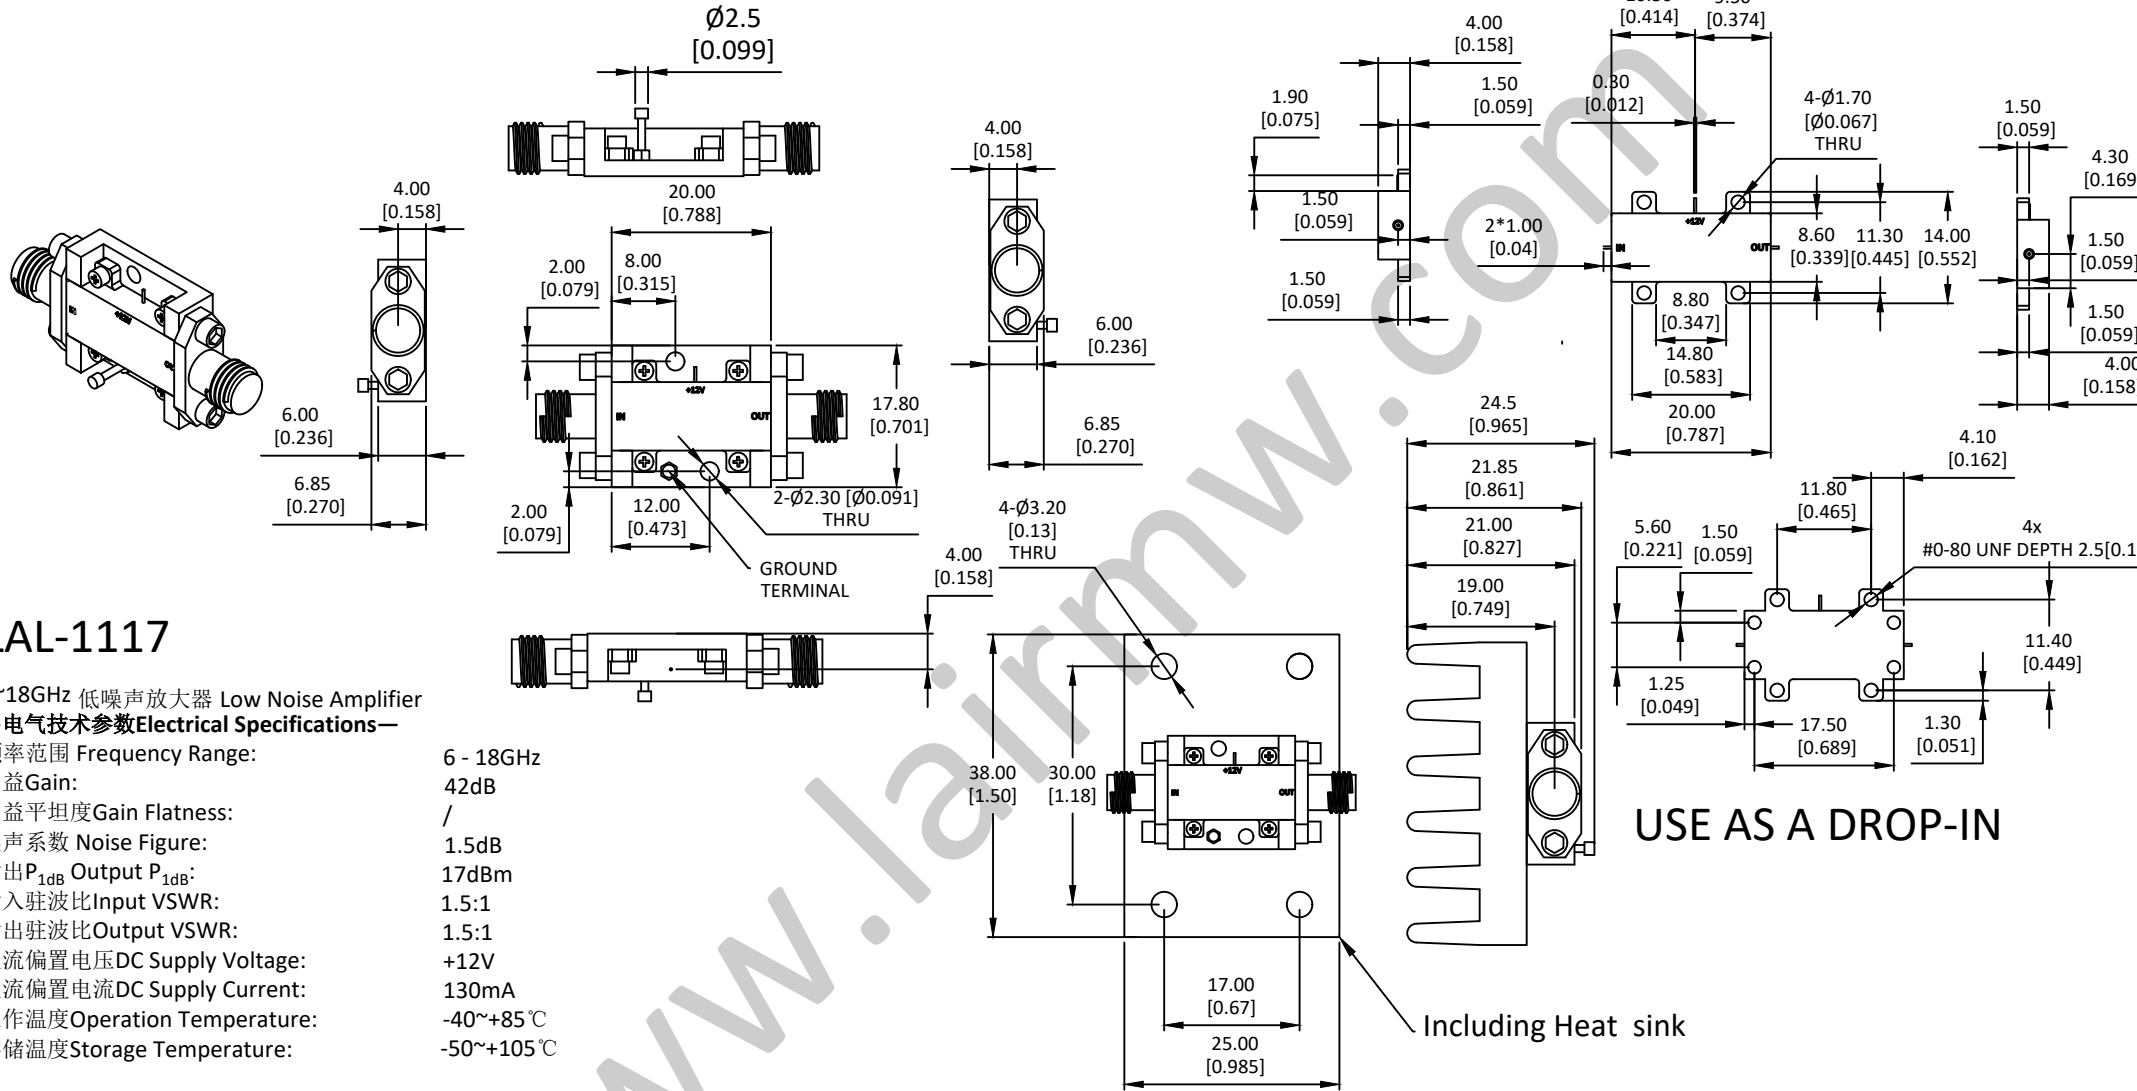 Ø2.5
[0.099]
4.00
[0.158]
20.00
[0.788]
2.00
[0.079]
8.00
[0.315]
+12V
IN
OUT
17.80
[0.701]
2.00
[0.079]
12.00
[0.473]
2-Ø2.30 [Ø0.091]
THRU
GROUND
TERMINAL
6.00
[0.236]
6.85
[0.270]
4.00
[0.158]
6.00
[0.236]
6.85
[0.270]
IN
+12V
4.00
[0.158]
1.90
[0.075]
1.50
[0.059]
1.50
[0.059]
1.50
[0.059]
[0.414]
[0.374]
0.30
[0.012]
4-Ø1.70
[Ø0.067]
THRU
2*1.00
[0.04]
+12V
IN
OUT
8.60
[0.339]
11.30
[0.445]
14.00
[0.552]
8.80
[0.347]
14.80
[0.583]
20.00
[0.787]
1.50
[0.059]
4.30
[0.169
1.50
[0.059]
1.50
[0.059]
4.00
[0.158]
24.5
[0.965]
21.85
[0.861]
21.00
[0.827]
19.00
[0.749]
4-Ø3.20
[0.13]
THRU
4.00
[0.158]
38.00
[1.50]
30.00
[1.18]
+12V
IN
OUT
17.00
[0.67]
25.00
[0.985]
Including Heat sink
4.10
[0.162]
11.80
[0.465]
5.60
[0.221]
1.50
[0.059]
4x
#0-80 UNF DEPTH 2.5[0.1
11.40
[0.449]
1.25
[0.049]
17.50
[0.689]
1.30
[0.051]
USE AS A DROP-IN
LAL-1117
~18GHz 低噪声放大器 Low Noise Amplifier
电气技术参数Electrical Specifications—
率范围 Frequency Range: 6 - 18GHz
益Gain: 42dB
益平坦度Gain Flatness: /
声系数 Noise Figure: 1.5dB
出P1dB Output P1dB: 17dBm
入驻波比Input VSWR: 1.5:1
出驻波比Output VSWR: 1.5:1
流偏置电压DC Supply Voltage: +12V
流偏置电流DC Supply Current: 130mA
作温度Operation Temperature: -40~+85℃
储温度Storage Temperature: -50~+105℃
www.lairmw.com